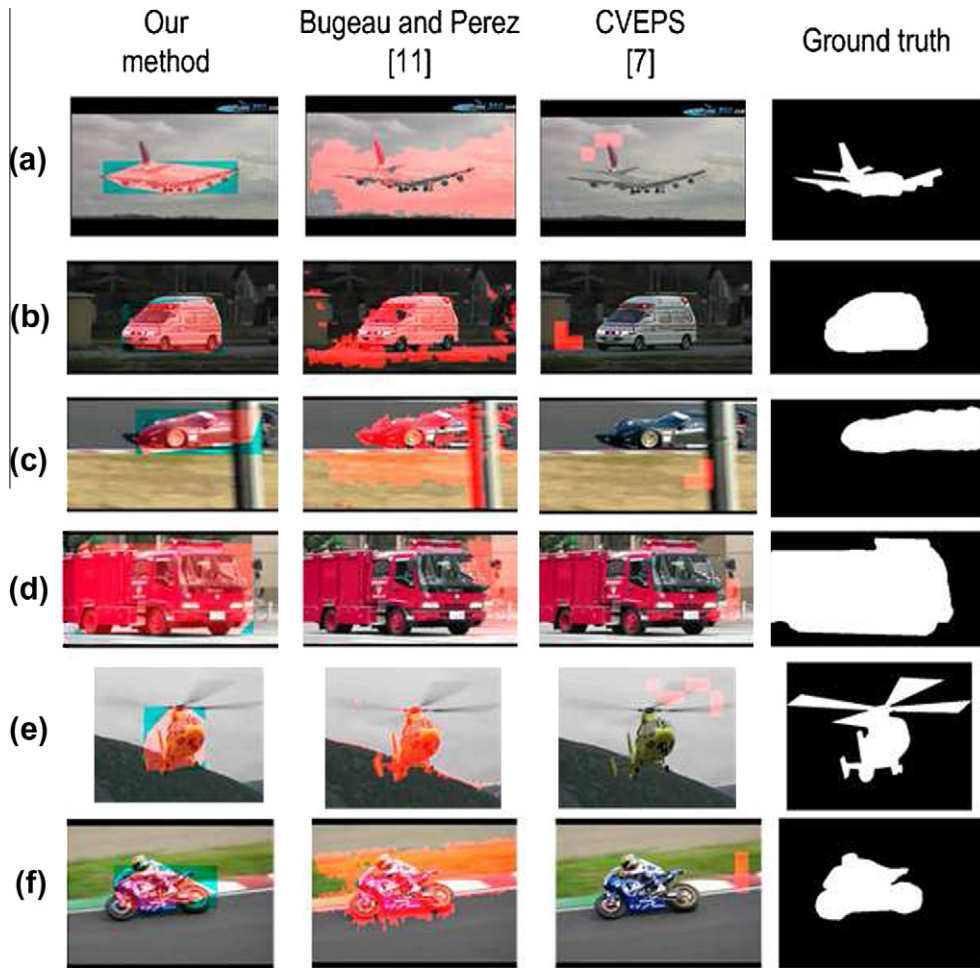 Our method
Bugeau and Perez [11]
CVEPS [7]
Ground truth
(a)
(b)
(c)
(d)
(e)
(f)